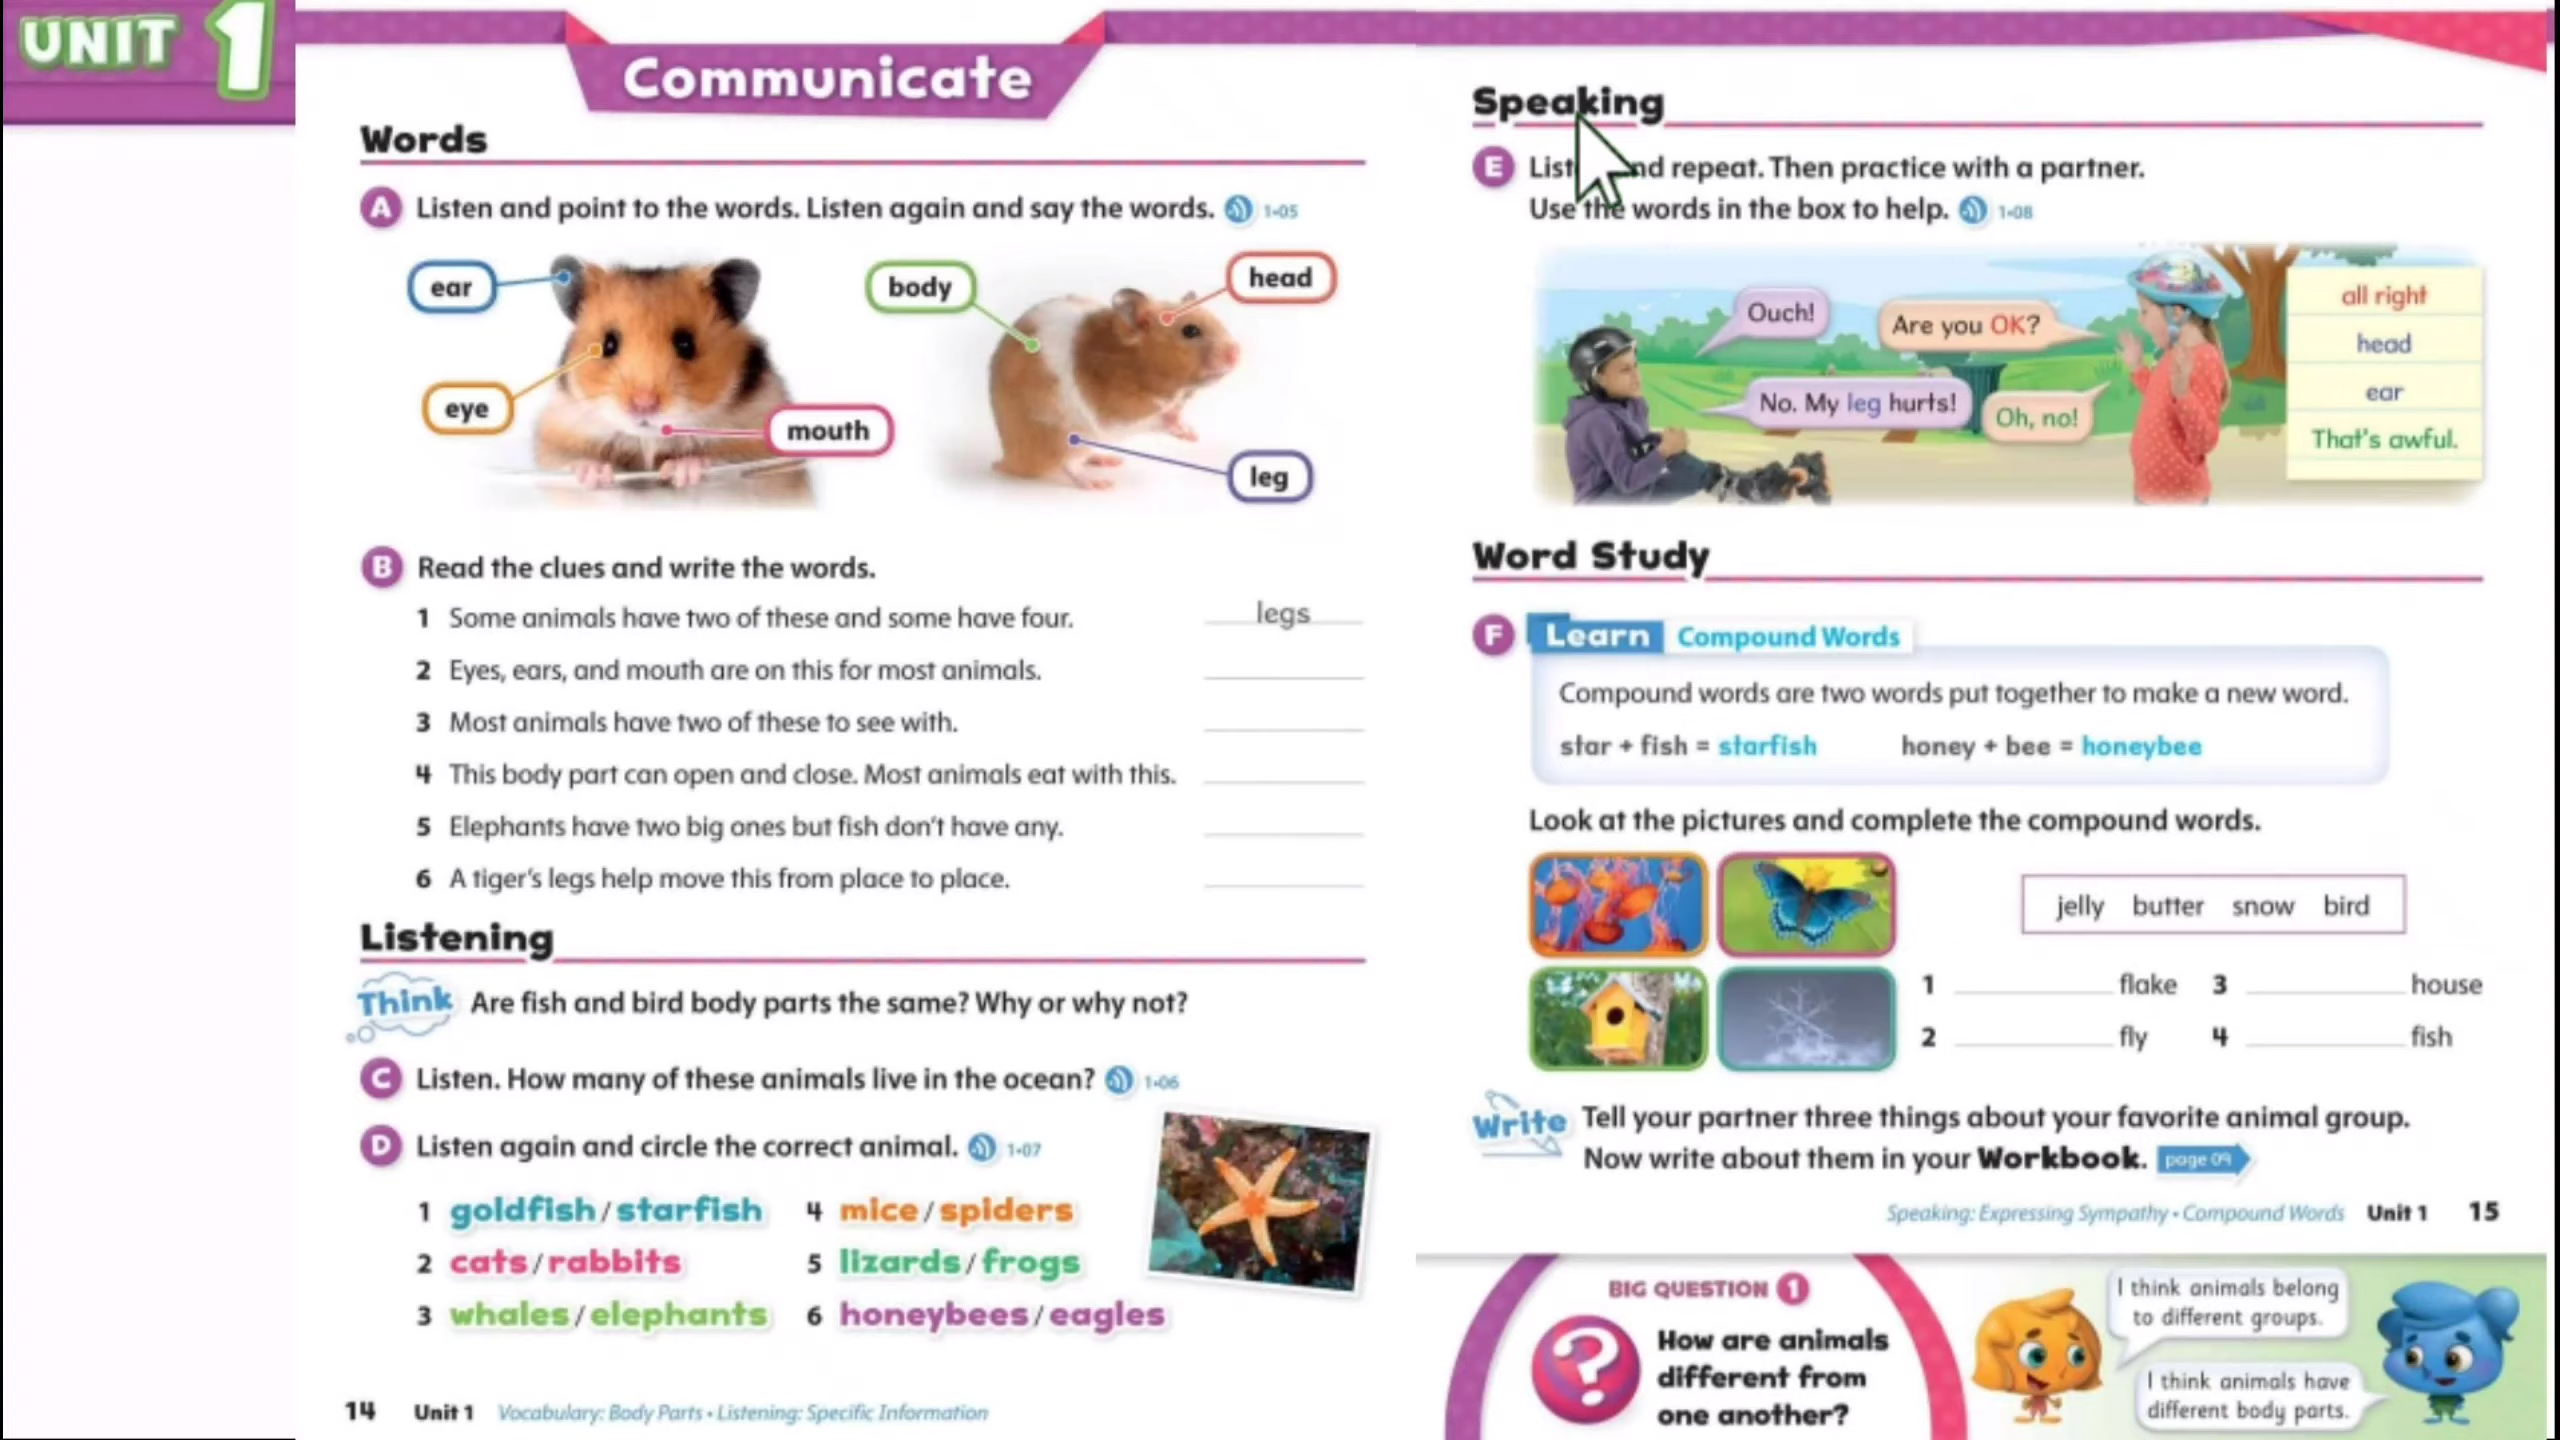 UNIT 1
Communicate
Words
A Listen and point to the words. Listen again and say the words. 1·05
ear
eye
mouth
body
head
leg
B Read the clues and write the words.
1 Some animals have two of these and some have four. legs
2 Eyes, ears, and mouth are on this for most animals.
3 Most animals have two of these to see with.
4 This body part can open and close. Most animals eat with this.
5 Elephants have two big ones but fish don't have any.
6 A tiger's legs help move this from place to place.
Listening
Think Are fish and bird body parts the same? Why or why not?
C Listen. How many of these animals live in the ocean? 1·06
D Listen again and circle the correct animal. 1·07
1 goldfish / starfish
2 cats / rabbits
3 whales / elephants
4 mice / spiders
5 lizards / frogs
6 honeybees / eagles
14 Unit 1 Vocabulary: Body Parts • Listening: Specific Information
Speaking
E List nd repeat. Then practice with a partner.
Use the words in the box to help. 1·08
Ouch!
Are you OK?
No. My leg hurts!
Oh, no!
all right
head
ear
That's awful.
Word Study
F Learn Compound Words
Compound words are two words put together to make a new word.
star + fish = starfish honey + bee = honeybee
Look at the pictures and complete the compound words.
jelly butter snow bird
1 flake 3 house
2 fly 4 fish
Write Tell your partner three things about your favorite animal group.
Now write about them in your Workbook. page 09
Speaking: Expressing Sympathy • Compound Words Unit 1 15
BIG QUESTION 1
?
How are animals
different from
one another?
I think animals belong
to different groups.
I think animals have
different body parts.